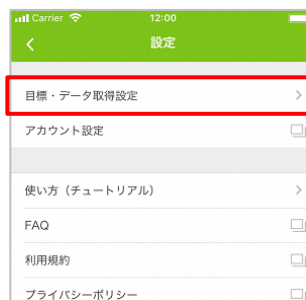 Carrier 12:00
設定
目標・データ取得設定
アカウント設定
使い方（チュートリアル）
FAQ
利用規約
プライバシーポリシー